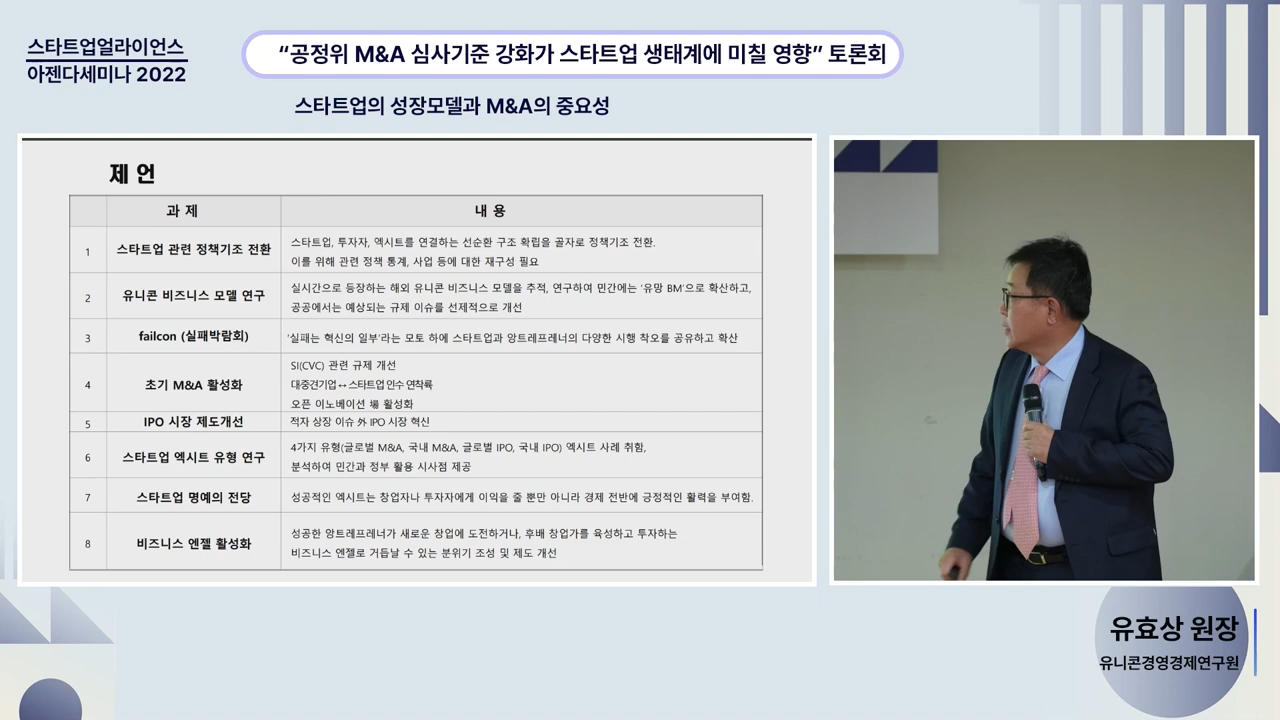 스타트업얼라이언스
아젠다세미나 2022
“공정위 M&A 심사기준 강화가 스타트업 생태계에 미칠 영향” 토론회
스타트업의 성장모델과 M&A의 중요성
제 언
과 제
내 용
1
스타트업 관련 정책기조 전환
스타트업, 투자자, 엑시트를 연결하는 선순환 구조 확립을 골자로 정책기조 전환.
이를 위해 관련 정책 통계, 사업 등에 대한 재구성 필요
2
유니콘 비즈니스 모델 연구
실시간으로 등장하는 해외 유니콘 비즈니스 모델을 추적, 연구하여 민간에는 '유망 BM'으로 확산하고,
공공에서는 예상되는 규제 이슈를 선제적으로 개선
3
failcon (실패박람회)
'실패는 혁신의 일부'라는 모토 하에 스타트업과 앙트레프레너의 다양한 시행 착오를 공유하고 확산
4
초기 M&A 활성화
SI(CVC) 관련 규제 개선
대중견기업 ↔ 스타트업 인수 연착륙
오픈 이노베이션 場 활성화
5
IPO 시장 제도개선
적자 상장 이슈 外 IPO 시장 혁신
6
스타트업 엑시트 유형 연구
4가지 유형(글로벌 M&A, 국내 M&A, 글로벌 IPO, 국내 IPO) 엑시트 사례 취합,
분석하여 민간과 정부 활용 시사점 제공
7
스타트업 명예의 전당
성공적인 엑시트는 창업자나 투자자에게 이익을 줄 뿐만 아니라 경제 전반에 긍정적인 활력을 부여함.
8
비즈니스 엔젤 활성화
성공한 앙트레프레너가 새로운 창업에 도전하거나, 후배 창업가를 육성하고 투자하는
비즈니스 엔젤로 거듭날 수 있는 분위기 조성 및 제도 개선
유효상 원장
유니콘경영경제연구원